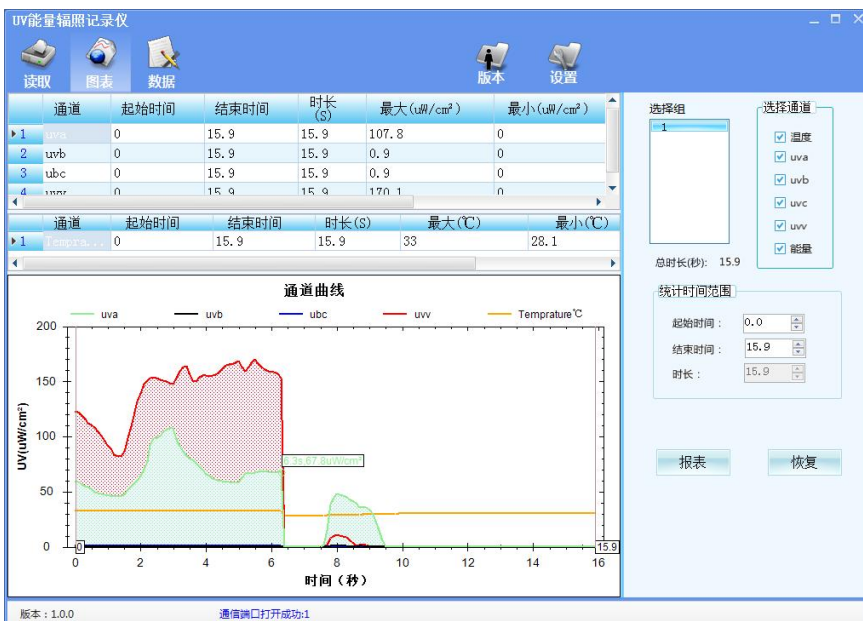 UV能量辐照记录仪
读取 图表 数据 版本 设置
通道 起始时间 结束时间 时长(S) 最大(uW/cm²) 最小(uW/cm²)
1 uva 0 15.9 15.9 107.8 0
2 uvb 0 15.9 15.9 0.9 0
3 ubc 0 15.9 15.9 0.9 0
4 uvv 0 15.9 15.9 170.1 0
通道 起始时间 结束时间 时长(S) 最大(℃) 最小(℃)
1 Tempra... 0 15.9 15.9 33 28.1
通道曲线
uva uvb ubc uvv Temprature℃
200
150
100
50
0
UV(uW/cm²)
6.3s,67.8uW/cm²
0
15.9
0 2 4 6 8 10 12 14 16
时间（秒）
选择组
1
总时长(秒): 15.9
选择通道
温度
uva
uvb
uvc
uvv
能量
统计时间范围
起始时间： 0.0
结束时间： 15.9
时长： 15.9
报表 恢复
版本：1.0.0 通信端口打开成功:1